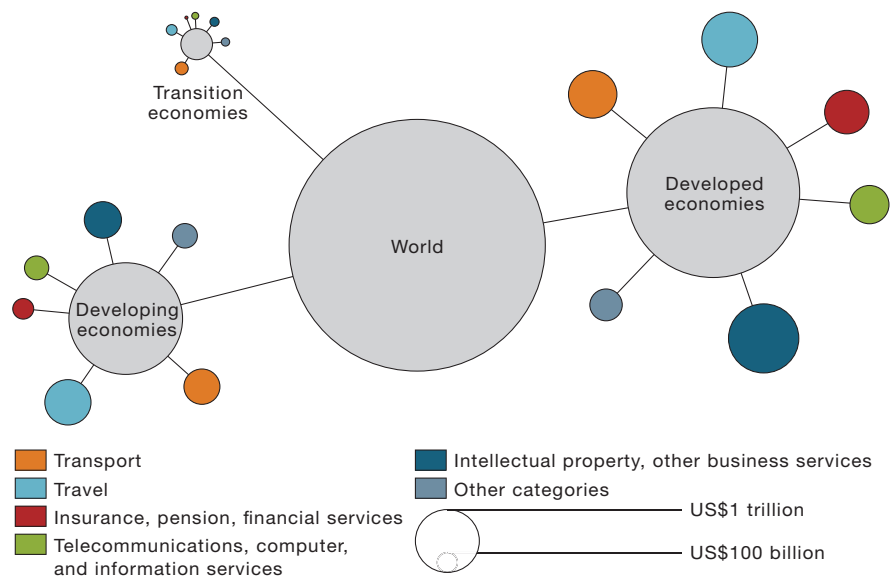 Transition
economies
World
Developed
economies
Developing
economies
Transport
Travel
Insurance, pension, financial services
Telecommunications, computer,
and information services
Intellectual property, other business services
Other categories
US$1 trillion
US$100 billion